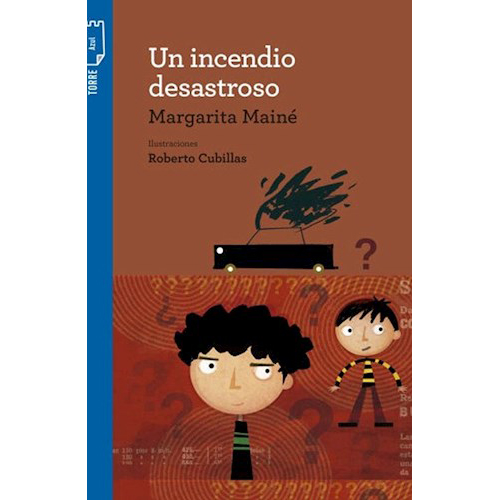 TORRE
Azul
Un incendio
desastroso
Margarita Mainé
Ilustraciones
Roberto Cubillas
?
?
?